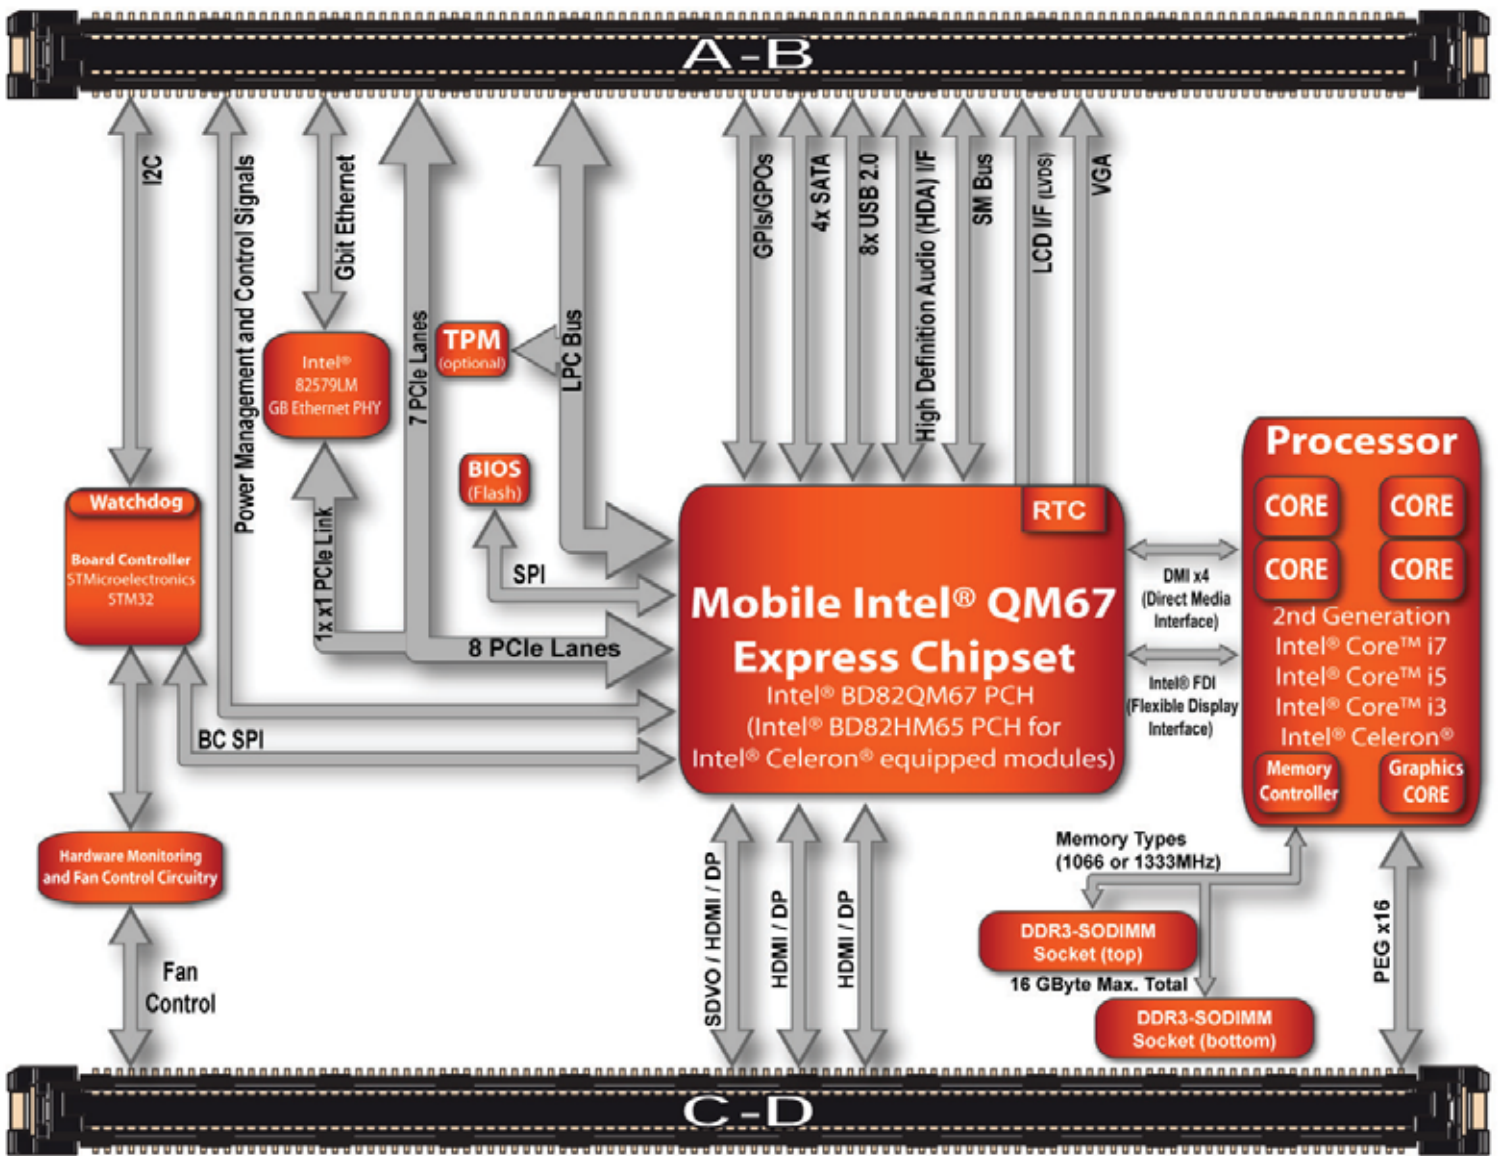 A-B
I2C
Power Management and Control Signals
Gbit Ethernet
7 PCIe Lanes
LPC Bus
GPIs/GPOs
4x SATA
8x USB 2.0
High Definition Audio (HDA) I/F
SM Bus
LCD I/F (LVDS)
VGA
Intel®
82579LM
GB Ethernet PHY
TPM
(optional)
BIOS
(Flash)
SPI
1x x1 PCIe Link
8 PCIe Lanes
Watchdog
Board Controller
STMicroelectronics
STM32
BC SPI
RTC
Mobile Intel® QM67
Express Chipset
Intel® BD82QM67 PCH
(Intel® BD82HM65 PCH for
Intel® Celeron® equipped modules)
DMI x4
(Direct Media
Interface)
Intel® FDI
(Flexible Display
Interface)
Processor
CORE
CORE
CORE
CORE
2nd Generation
Intel® Core™ i7
Intel® Core™ i5
Intel® Core™ i3
Intel® Celeron®
Memory
Controller
Graphics
CORE
Hardware Monitoring
and Fan Control Circuitry
Fan
Control
SDVO / HDMI / DP
HDMI / DP
HDMI / DP
Memory Types
(1066 or 1333MHz)
DDR3-SODIMM
Socket (top)
16 GByte Max. Total
DDR3-SODIMM
Socket (bottom)
PEG x16
C-D